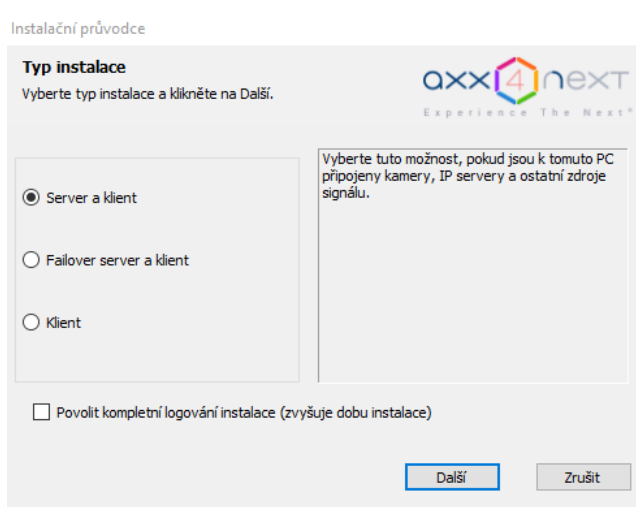 Instalační průvodce
Typ instalace
Vyberte typ instalace a klikněte na Další.
axx4next
Experience The Next®
Server a klient
Failover server a klient
Klient
Vyberte tuto možnost, pokud jsou k tomuto PC
připojeny kamery, IP servery a ostatní zdroje
signálu.
Povolit kompletní logování instalace (zvyšuje dobu instalace)
Další
Zrušit